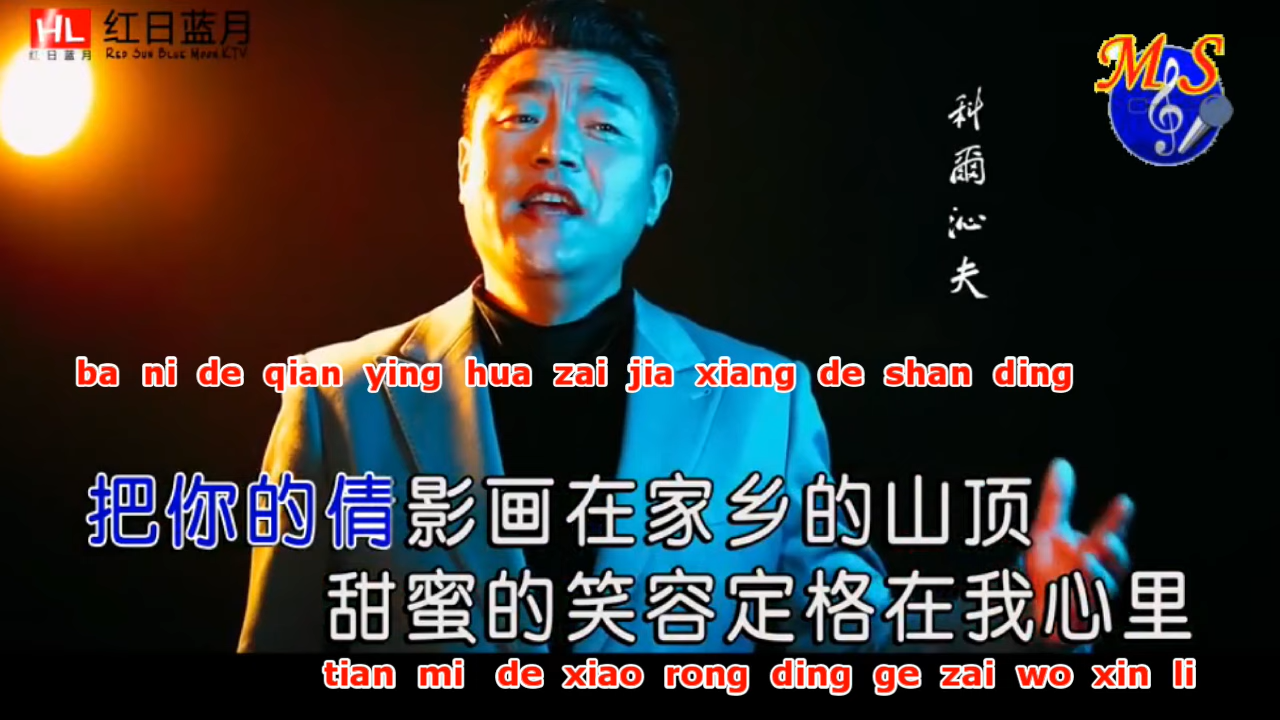 HL 红日蓝月
红日蓝月 RED SUN BLUE MOON.KTV
MS
科爾沁夫
ba ni de qian ying hua zai jia xiang de shan ding
把你的倩影画在家乡的山顶
甜蜜的笑容定格在我心里
tian mi de xiao rong ding ge zai wo xin li